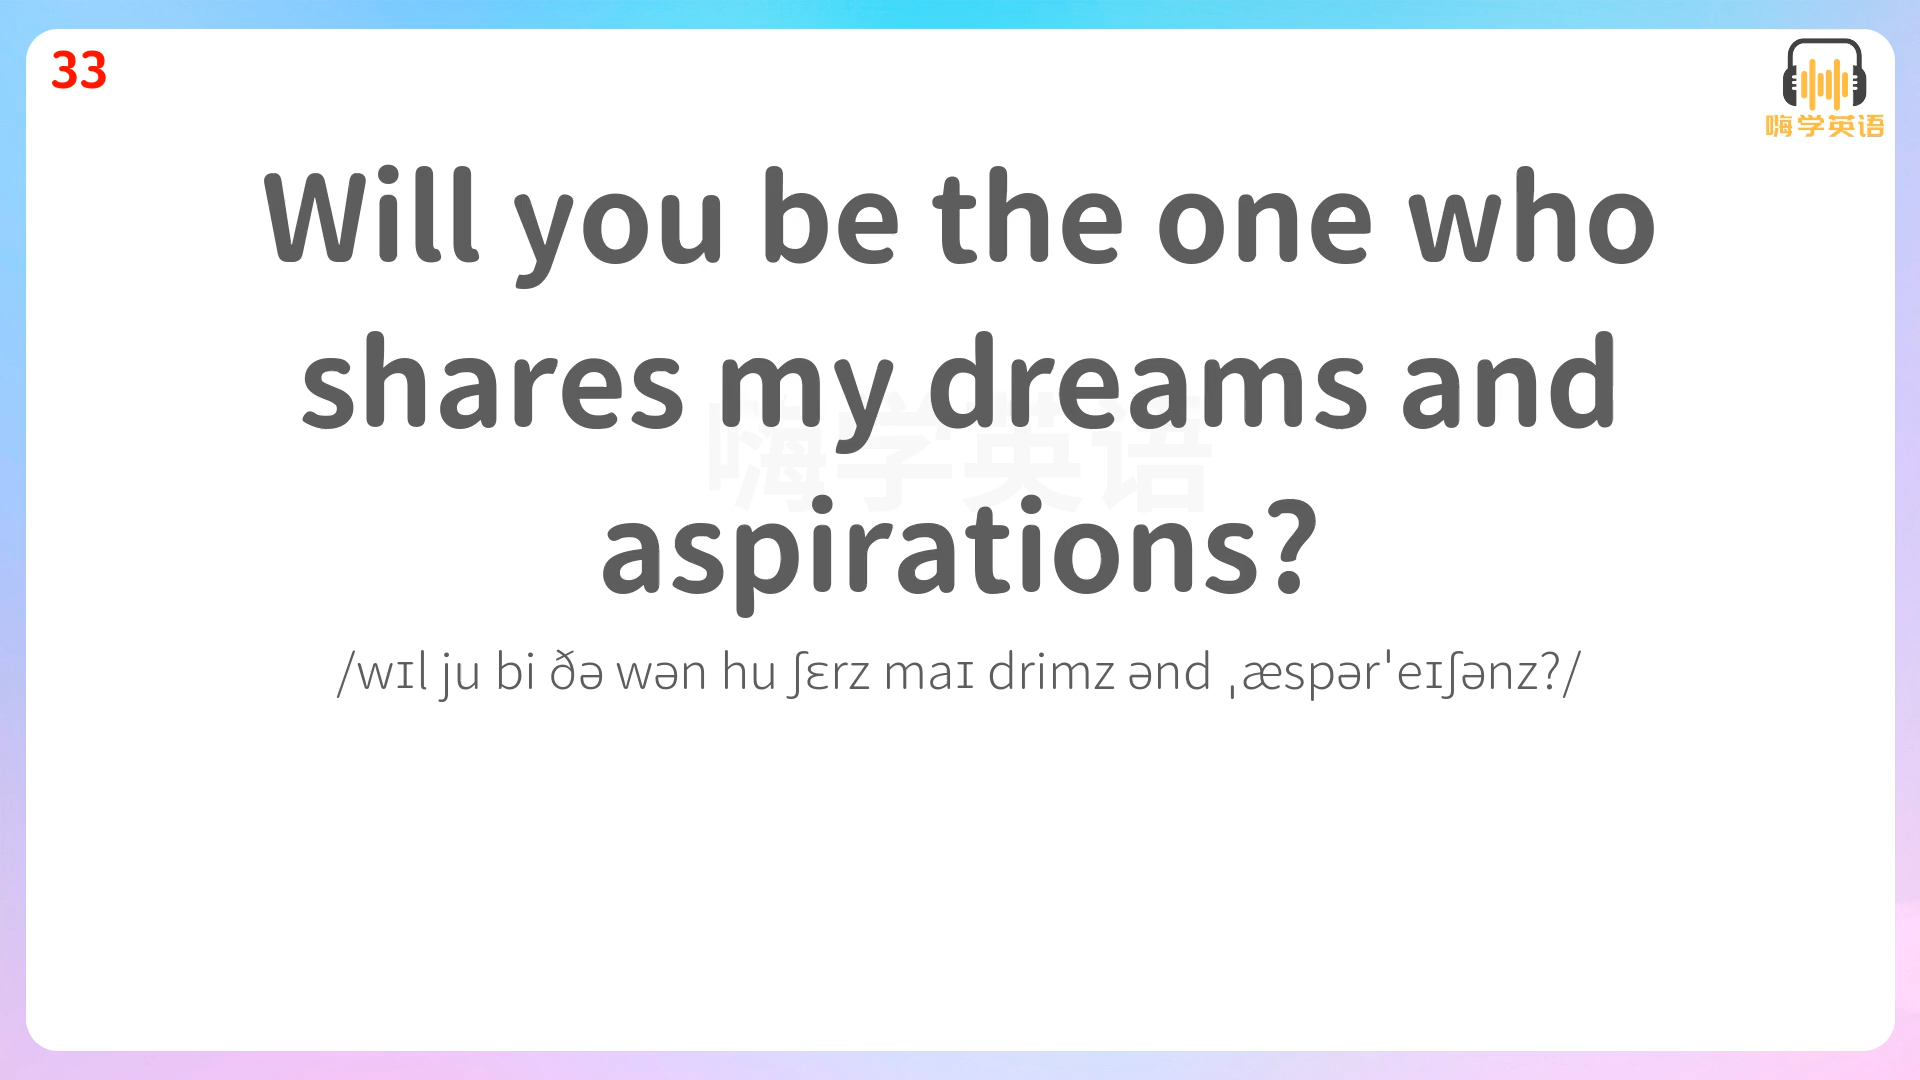 33
嗨学英语
Will you be the one who
shares my dreams and
嗨学英语
aspirations?
/wɪl ju bi ðə wən hu ʃɛrz maɪ drimz ənd ˌæspərˈeɪʃənz?/